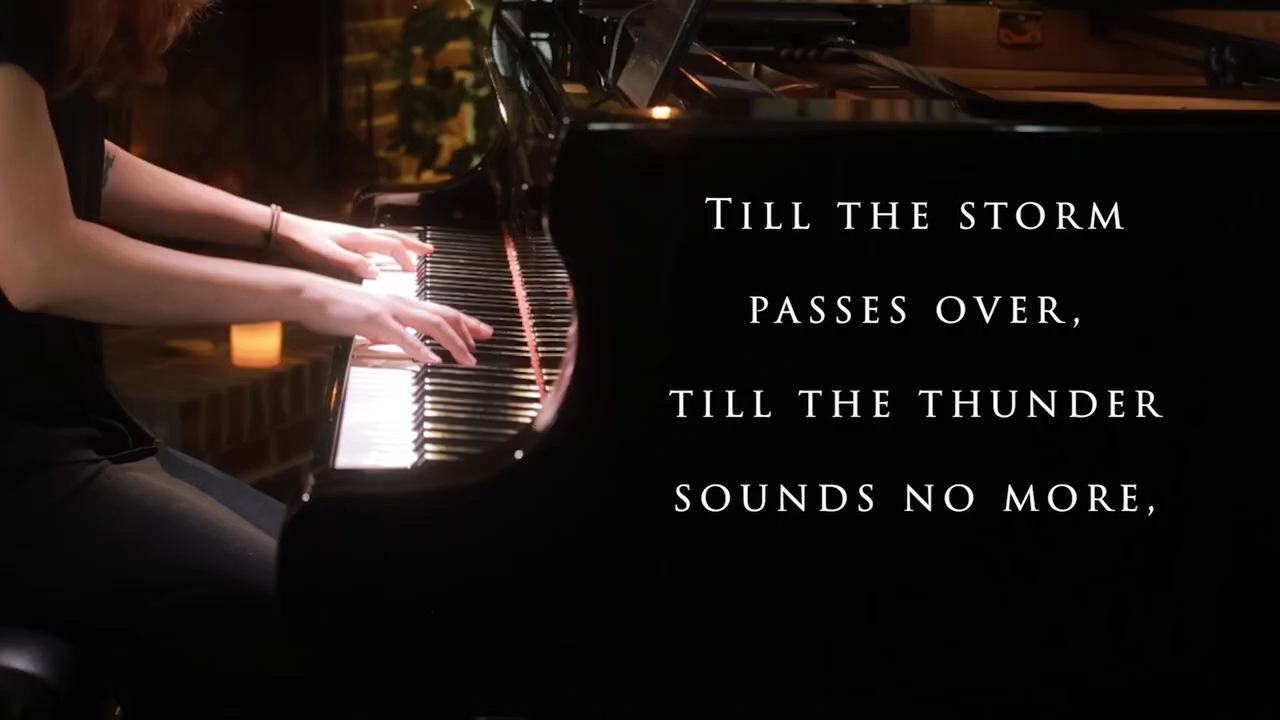 Till the storm
passes over,
till the thunder
sounds no more,